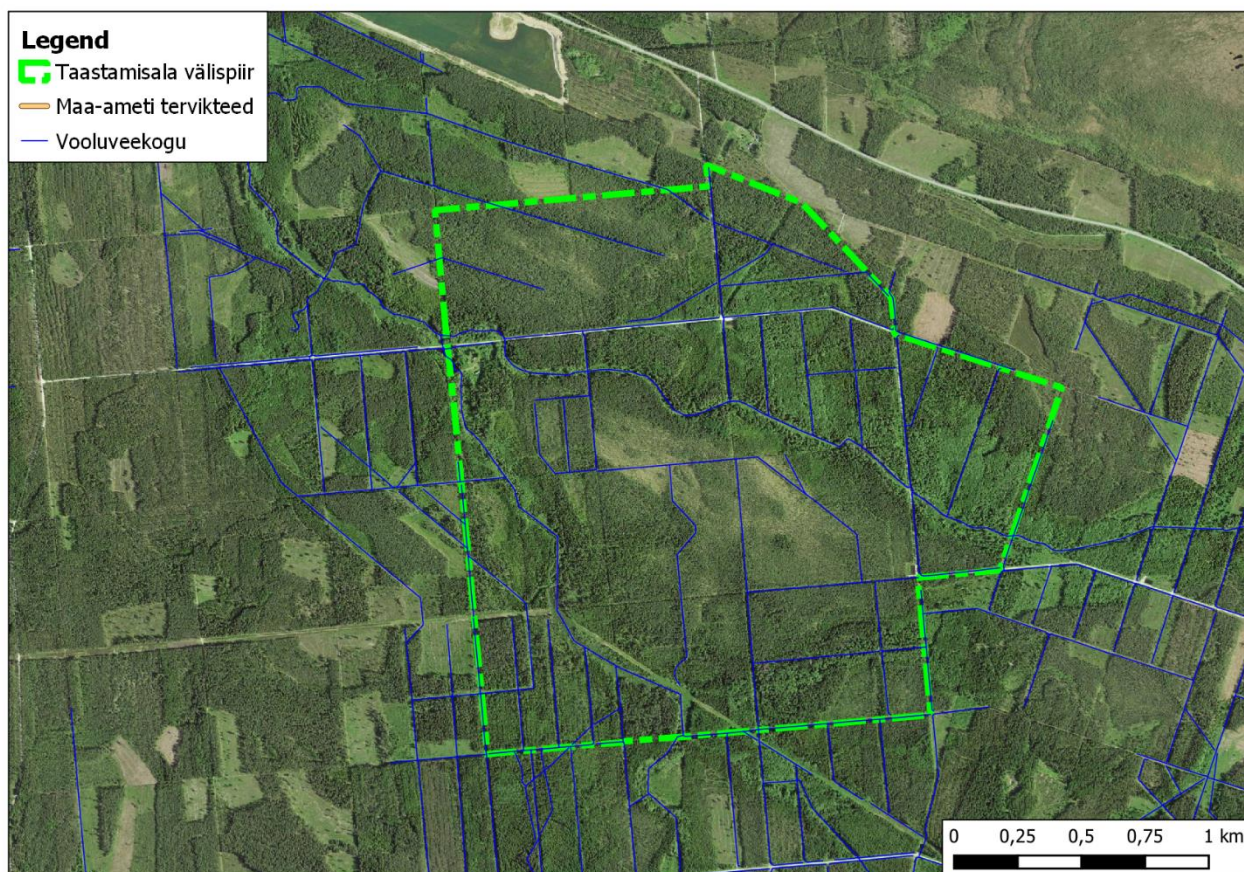 Legend
Taastamisala välispiir
Maa-ameti tervikteed
Vooluveekogu
0 0,25 0,5 0,75 1 km